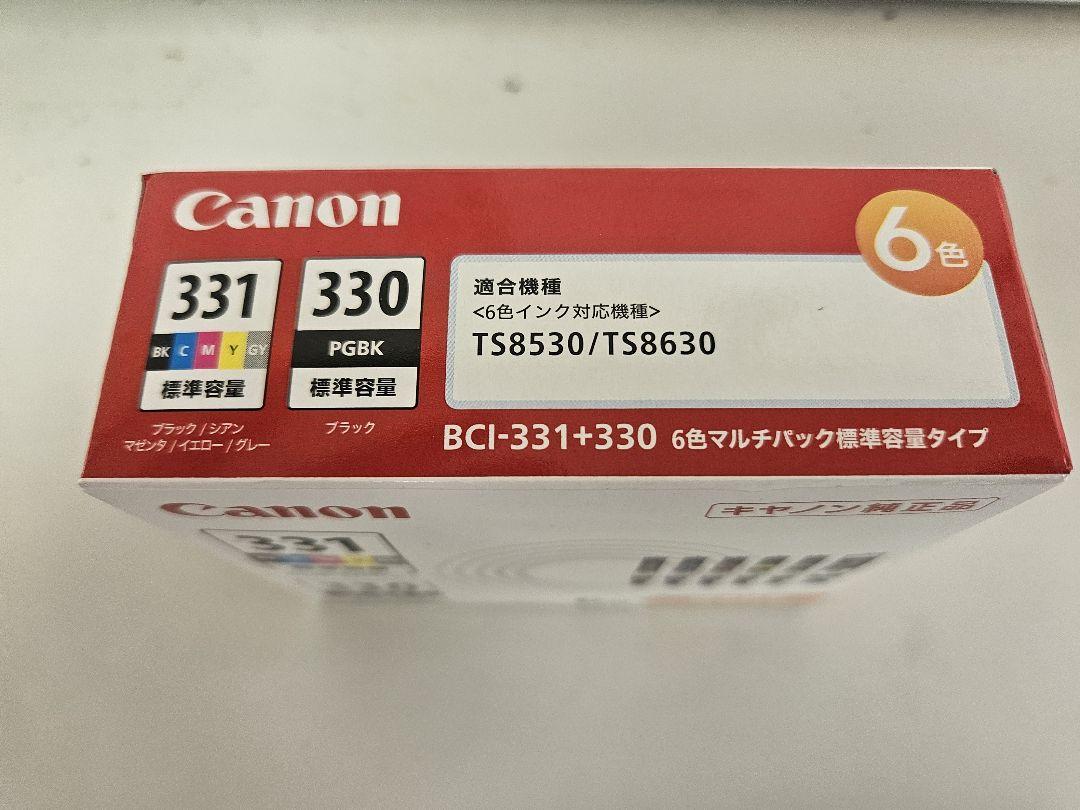 Canon
6色
331
BK C M Y GY
標準容量
ブラック / シアン
マゼンタ / イエロー / グレー
330
PGBK
標準容量
ブラック
適合機種
<6色インク対応機種>
TS8530/TS8630
BCI-331+330 6色マルチパック標準容量タイプ
Canon
キヤノン純正品
331